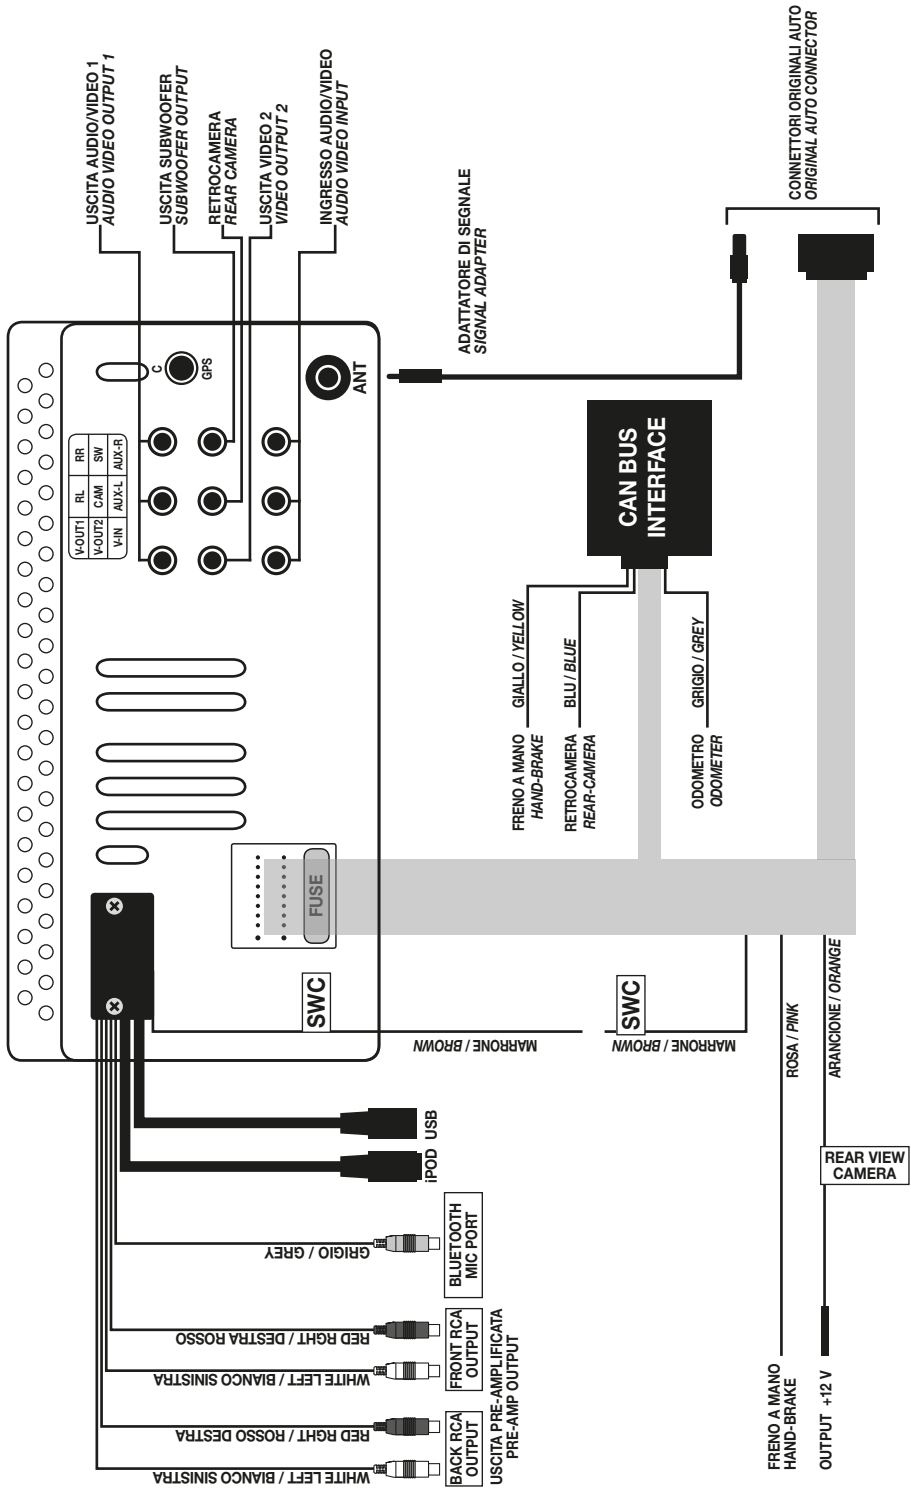 USCITA AUDIO/VIDEO 1
AUDIO VIDEO OUTPUT 1
USCITA SUBWOOFER
SUBWOOFER OUTPUT
RETROCAMERA
REAR CAMERA
USCITA VIDEO 2
VIDEO OUTPUT 2
INGRESSO AUDIO/VIDEO
AUDIO VIDEO INPUT
ADATTATORE DI SEGNALE
SIGNAL ADAPTER
CONNETTORI ORIGINALI AUTO
ORIGINAL AUTO CONNECTOR
C
GPS
ANT
V-OUT1 RL RR
V-OUT2 CAM SW
V-IN AUX-L AUX-R
CAN BUS
INTERFACE
GIALLO / YELLOW
FRENO A MANO
HAND-BRAKE
BLU / BLUE
RETROCAMERA
REAR-CAMERA
GRIGIO / GREY
ODOMETRO
ODOMETER
FUSE
SWC
MARRONE / BROWN
SWC
MARRONE / BROWN
ROSA / PINK
ARANCIONE / ORANGE
REAR VIEW
CAMERA
FRENO A MANO
HAND-BRAKE
OUTPUT +12 V
USB
iPOD
GRIGIO / GREY
BLUETOOTH
MIC PORT
RED RGHT / DESTRA ROSSO
WHITE LEFT / BIANCO SINISTRA
FRONT RCA
OUTPUT
RED RGHT / ROSSO DESTRA
WHITE LEFT / BIANCO SINISTRA
BACK RCA
OUTPUT
USCITA PRE-AMPLIFICATA
PRE-AMP OUTPUT